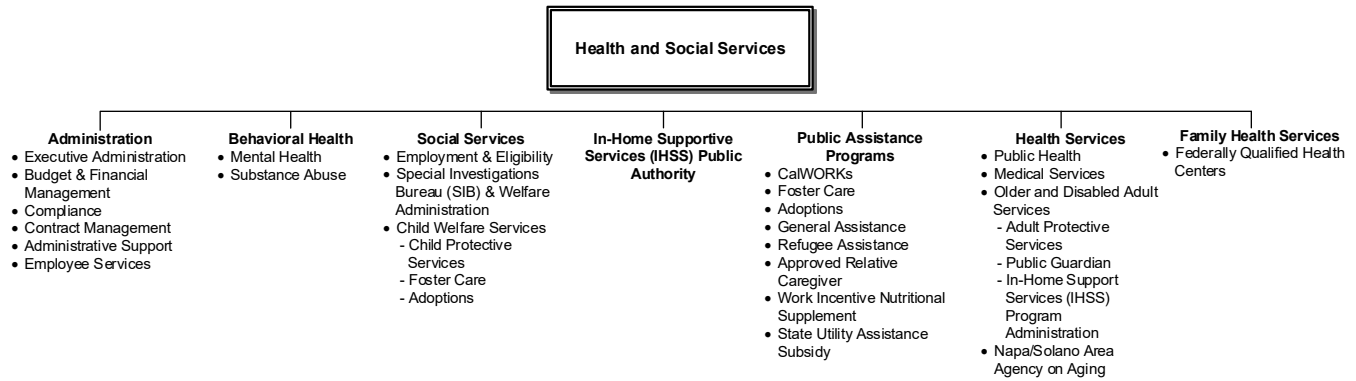 Health and Social Services
Administration
• Executive Administration
• Budget & Financial
Management
• Compliance
• Contract Management
• Administrative Support
• Employee Services
Behavioral Health
• Mental Health
• Substance Abuse
Social Services
• Employment & Eligibility
• Special Investigations
Bureau (SIB) & Welfare
Administration
• Child Welfare Services
- Child Protective
Services
- Foster Care
- Adoptions
In-Home Supportive
Services (IHSS) Public
Authority
Public Assistance
Programs
• CalWORKs
• Foster Care
• Adoptions
• General Assistance
• Refugee Assistance
• Approved Relative
Caregiver
• Work Incentive Nutritional
Supplement
• State Utility Assistance
Subsidy
Health Services
• Public Health
• Medical Services
• Older and Disabled Adult
Services
- Adult Protective
Services
- Public Guardian
- In-Home Support
Services (IHSS)
Program
Administration
• Napa/Solano Area
Agency on Aging
Family Health Services
• Federally Qualified Health
Centers